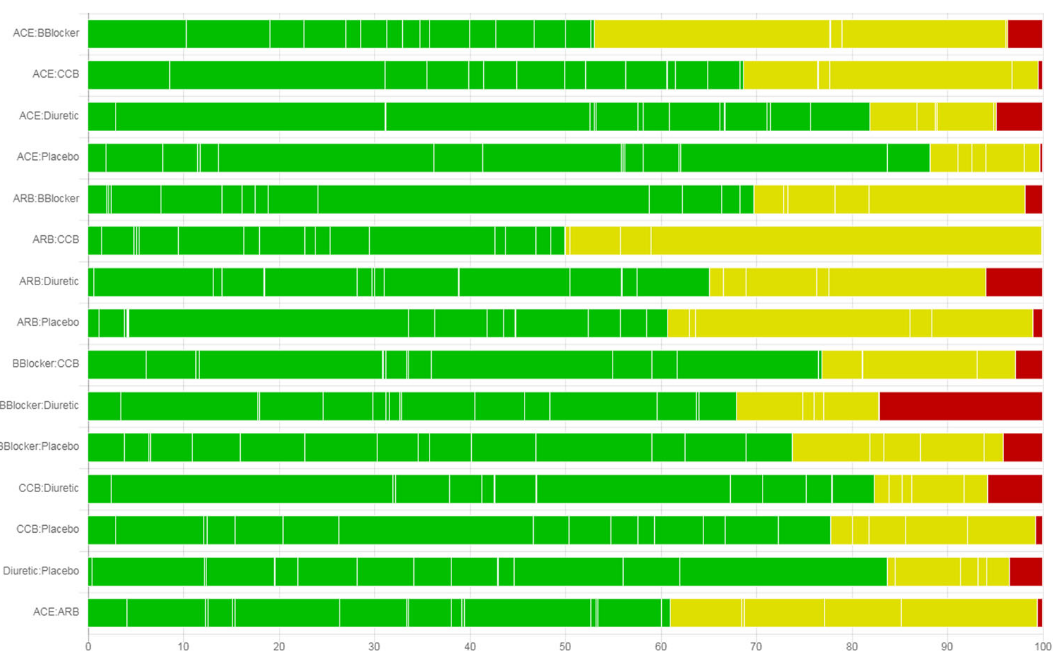 ACE:BBlocker
ACE:CCB
ACE:Diuretic
ACE:Placebo
ARB:BBlocker
ARB:CCB
ARB:Diuretic
ARB:Placebo
BBlocker:CCB
BBlocker:Diuretic
BBlocker:Placebo
CCB:Diuretic
CCB:Placebo
Diuretic:Placebo
ACE:ARB
0 10 20 30 40 50 60 70 80 90 100